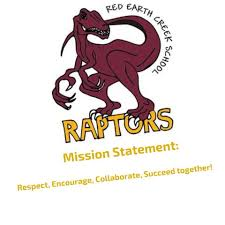 RED EARTH CREEK SCHOOL
RAPTORS
Mission Statement:
Respect, Encourage, Collaborate, Succeed together!